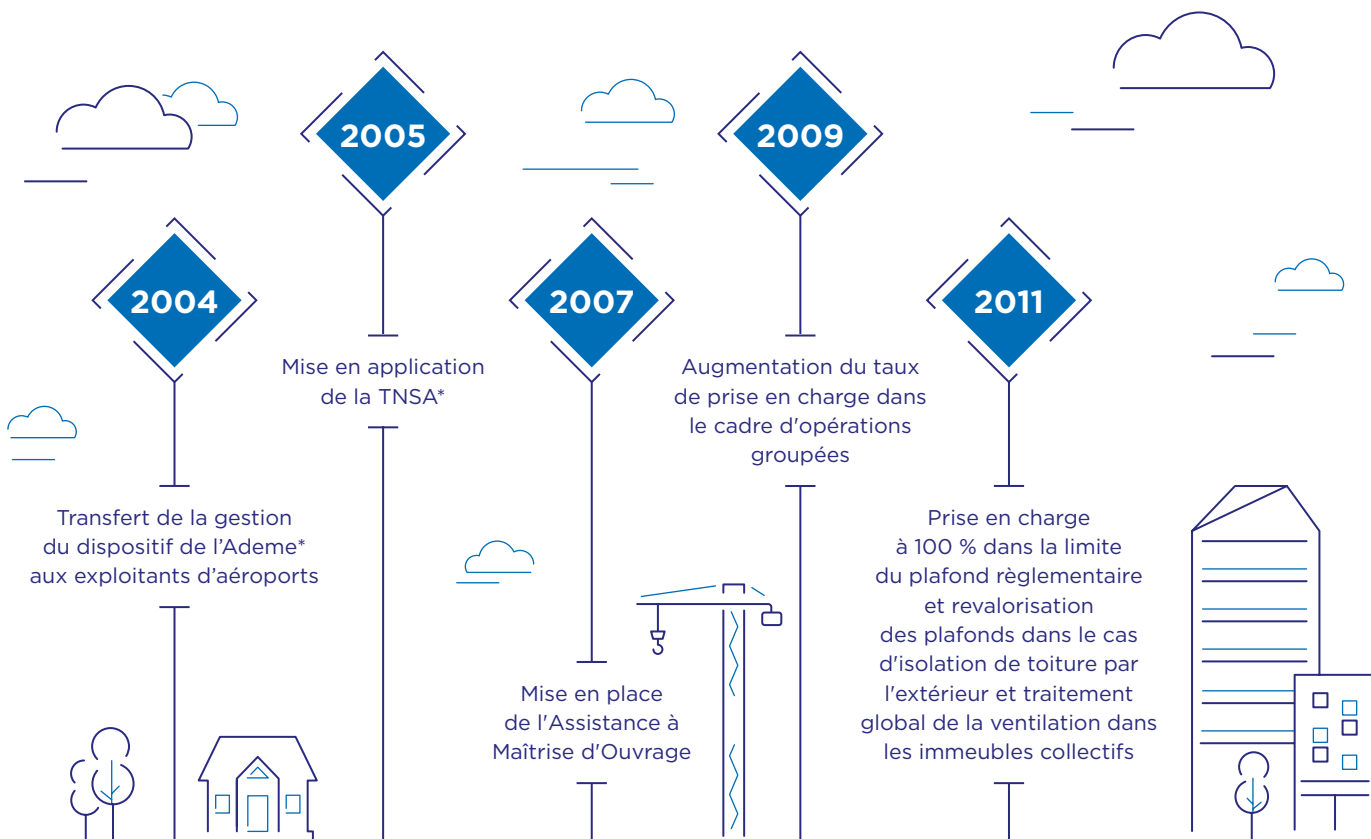 2004
Transfert de la gestion
du dispositif de l’Ademe*
aux exploitants d’aéroports
2005
Mise en application
de la TNSA*
2007
Mise en place
de l'Assistance à
Maîtrise d'Ouvrage
2009
Augmentation du taux
de prise en charge dans
le cadre d'opérations
groupées
2011
Prise en charge
à 100 % dans la limite
du plafond règlementaire
et revalorisation
des plafonds dans le cas
d'isolation de toiture par
l'extérieur et traitement
global de la ventilation dans
les immeubles collectifs